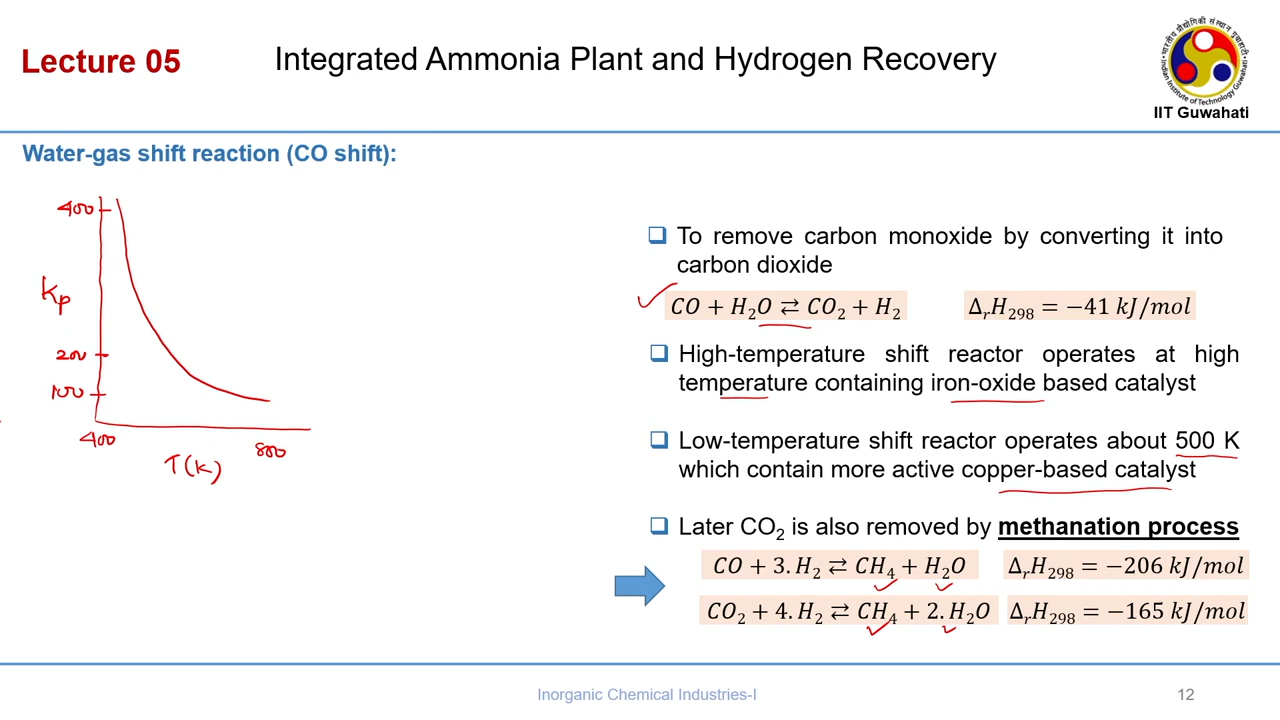 Lecture 05
Integrated Ammonia Plant and Hydrogen Recovery
Indian Institute of Technology Guwahati
IIT Guwahati
Water-gas shift reaction (CO shift):
400
Kp
200
100
400
800
T(K)
❑ To remove carbon monoxide by converting it into
carbon dioxide
CO + H₂O ⇄ CO₂ + H₂ ΔᵣH₂₉₈ = −41 kJ/mol
❑ High-temperature shift reactor operates at high
temperature containing iron-oxide based catalyst
❑ Low-temperature shift reactor operates about 500 K
which contain more active copper-based catalyst
❑ Later CO₂ is also removed by methanation process
CO + 3. H₂ ⇄ CH₄ + H₂O ΔᵣH₂₉₈ = −206 kJ/mol
CO₂ + 4. H₂ ⇄ CH₄ + 2. H₂O ΔᵣH₂₉₈ = −165 kJ/mol
Inorganic Chemical Industries-I
12